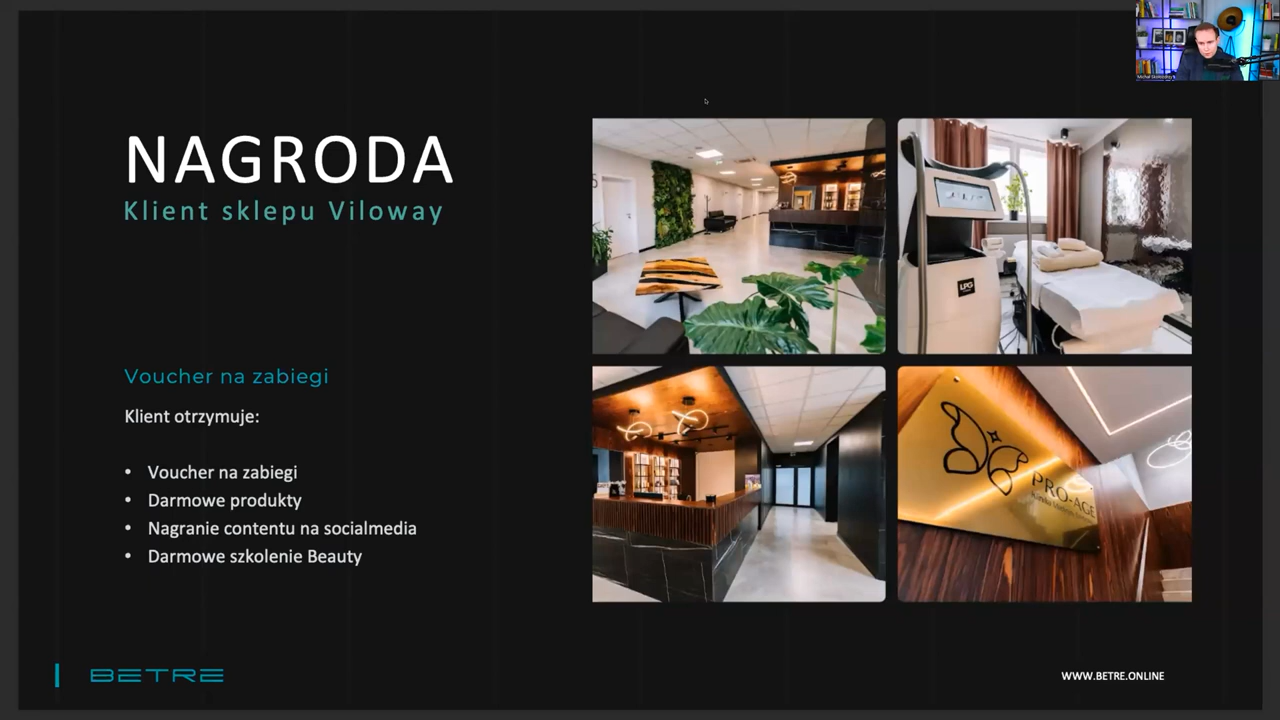 NAGRODA
Klient sklepu Viloway
Voucher na zabiegi
Klient otrzymuje:
• Voucher na zabiegi
• Darmowe produkty
• Nagranie contentu na socialmedia
• Darmowe szkolenie Beauty
LPG
PRO-AGE
BETRE
WWW.BETRE.ONLINE